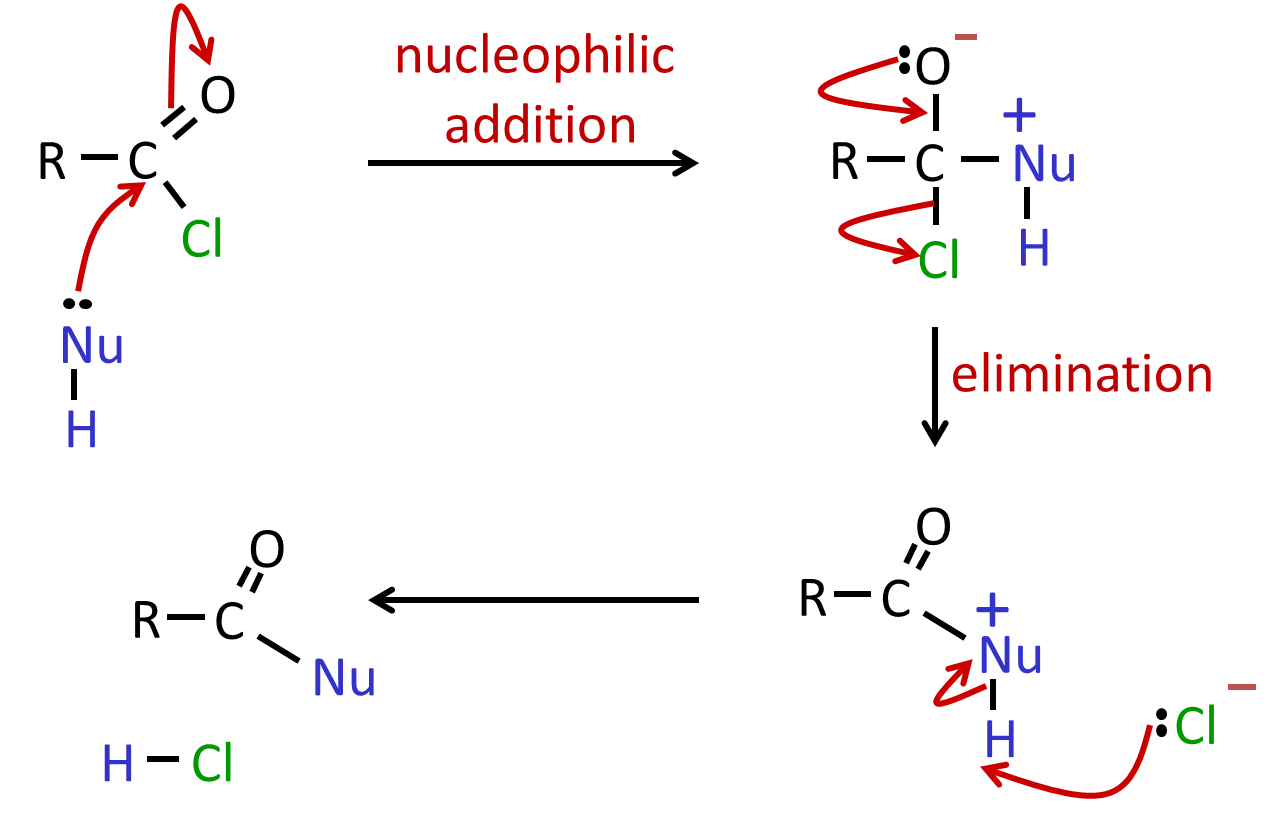 O
R — C
Cl
Nu
H
nucleophilic
addition
O −
R — C — Nu +
Cl
H
elimination
O
R — C
+
Nu
H
Cl −
O
R — C
Nu
H — Cl